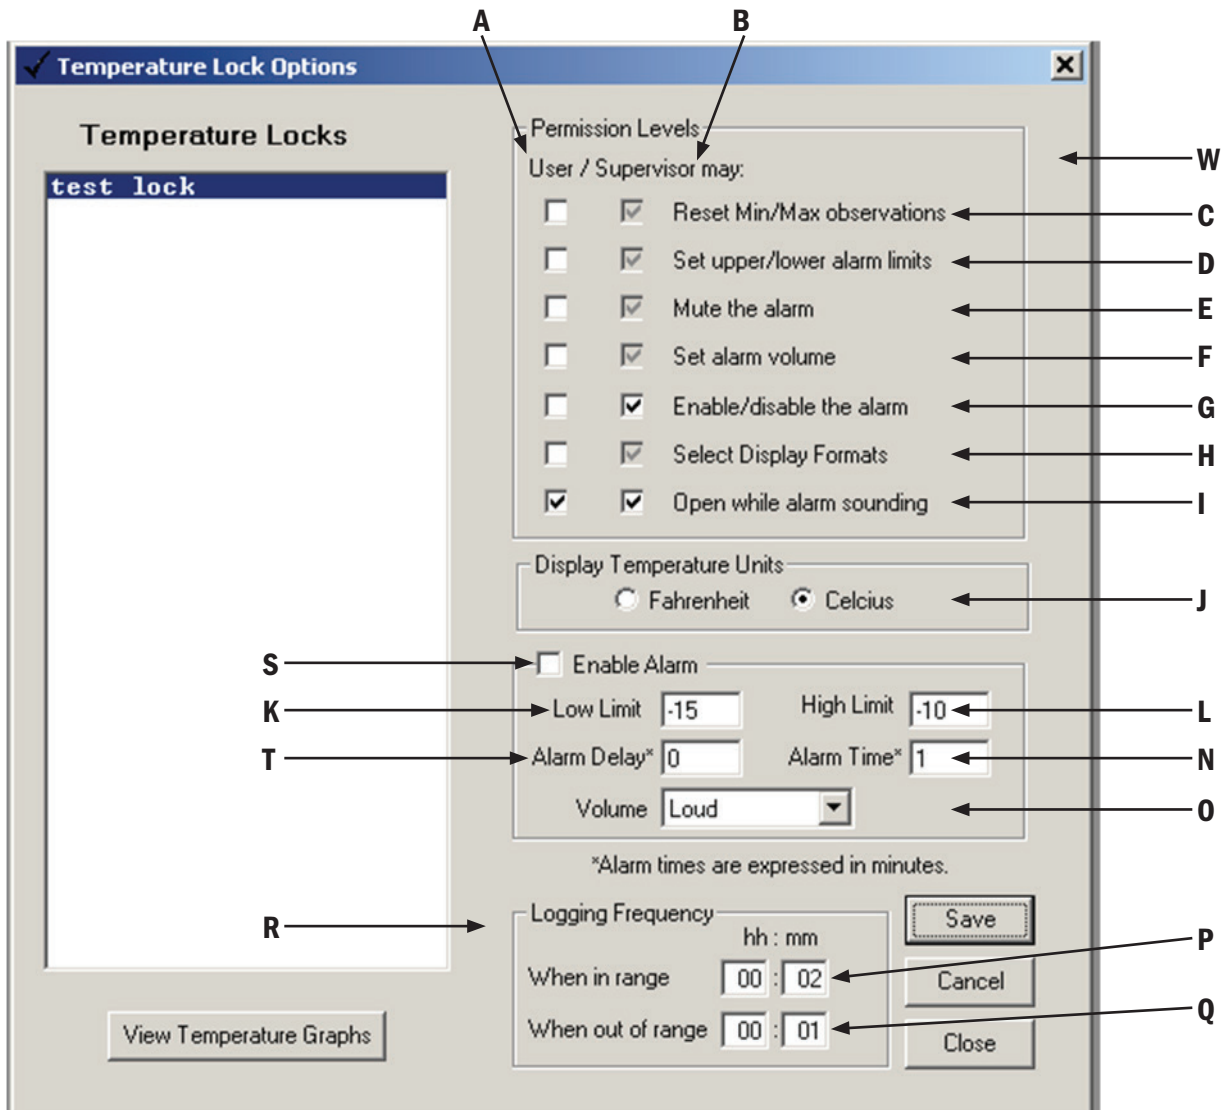 A B
Temperature Lock Options
Temperature Locks
test lock
View Temperature Graphs
Permission Levels
W
User / Supervisor may:
Reset Min/Max observations C
Set upper/lower alarm limits D
Mute the alarm E
Set alarm volume F
Enable/disable the alarm G
Select Display Formats H
Open while alarm sounding I
Display Temperature Units
Fahrenheit Celcius J
S Enable Alarm
K Low Limit -15 High Limit -10 L
T Alarm Delay* 0 Alarm Time* 1 N
Volume Loud O
*Alarm times are expressed in minutes.
R Logging Frequency
hh : mm
When in range 00 : 02 P
When out of range 00 : 01 Q
Save
Cancel
Close